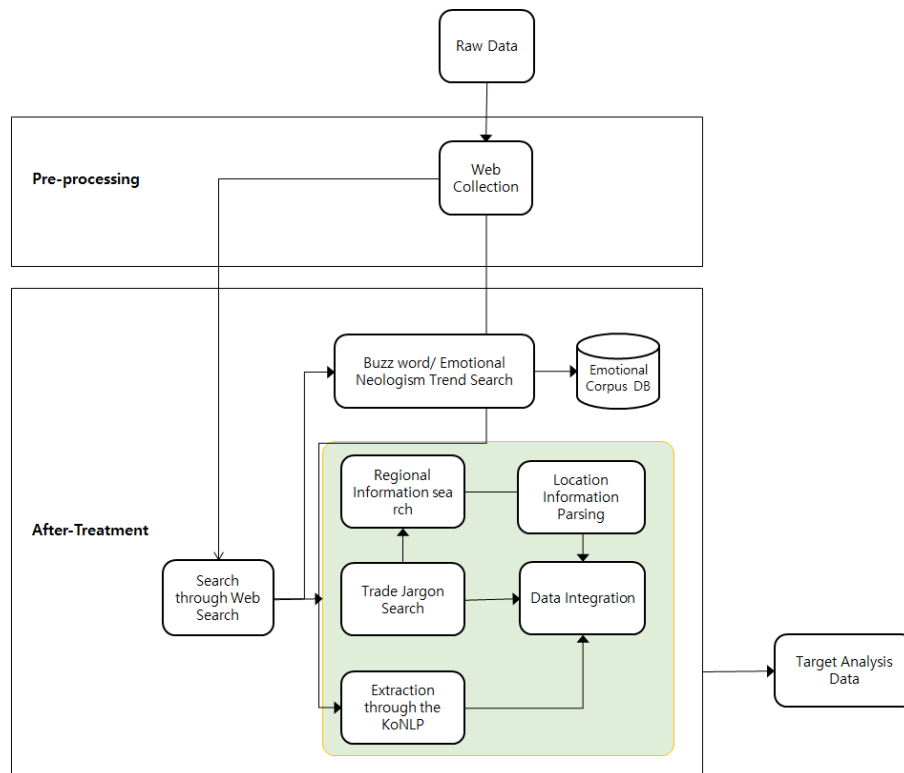 Raw Data
Pre-processing
Web
Collection
Buzz word/ Emotional
Neologism Trend Search
Emotional
Corpus DB
Regional
Information sea
rch
Location
Information
Parsing
After-Treatment
Search
through Web
Search
Trade Jargon
Search
Data Integration
Extraction
through the
KoNLP
Target Analysis
Data